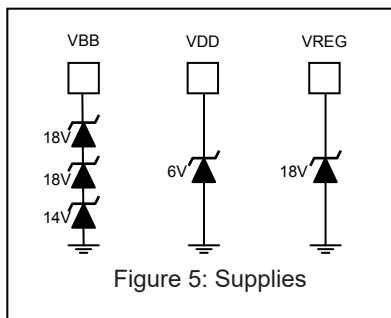 VBB VDD VREG
18V
18V 6V 18V
14V
Figure 5: Supplies